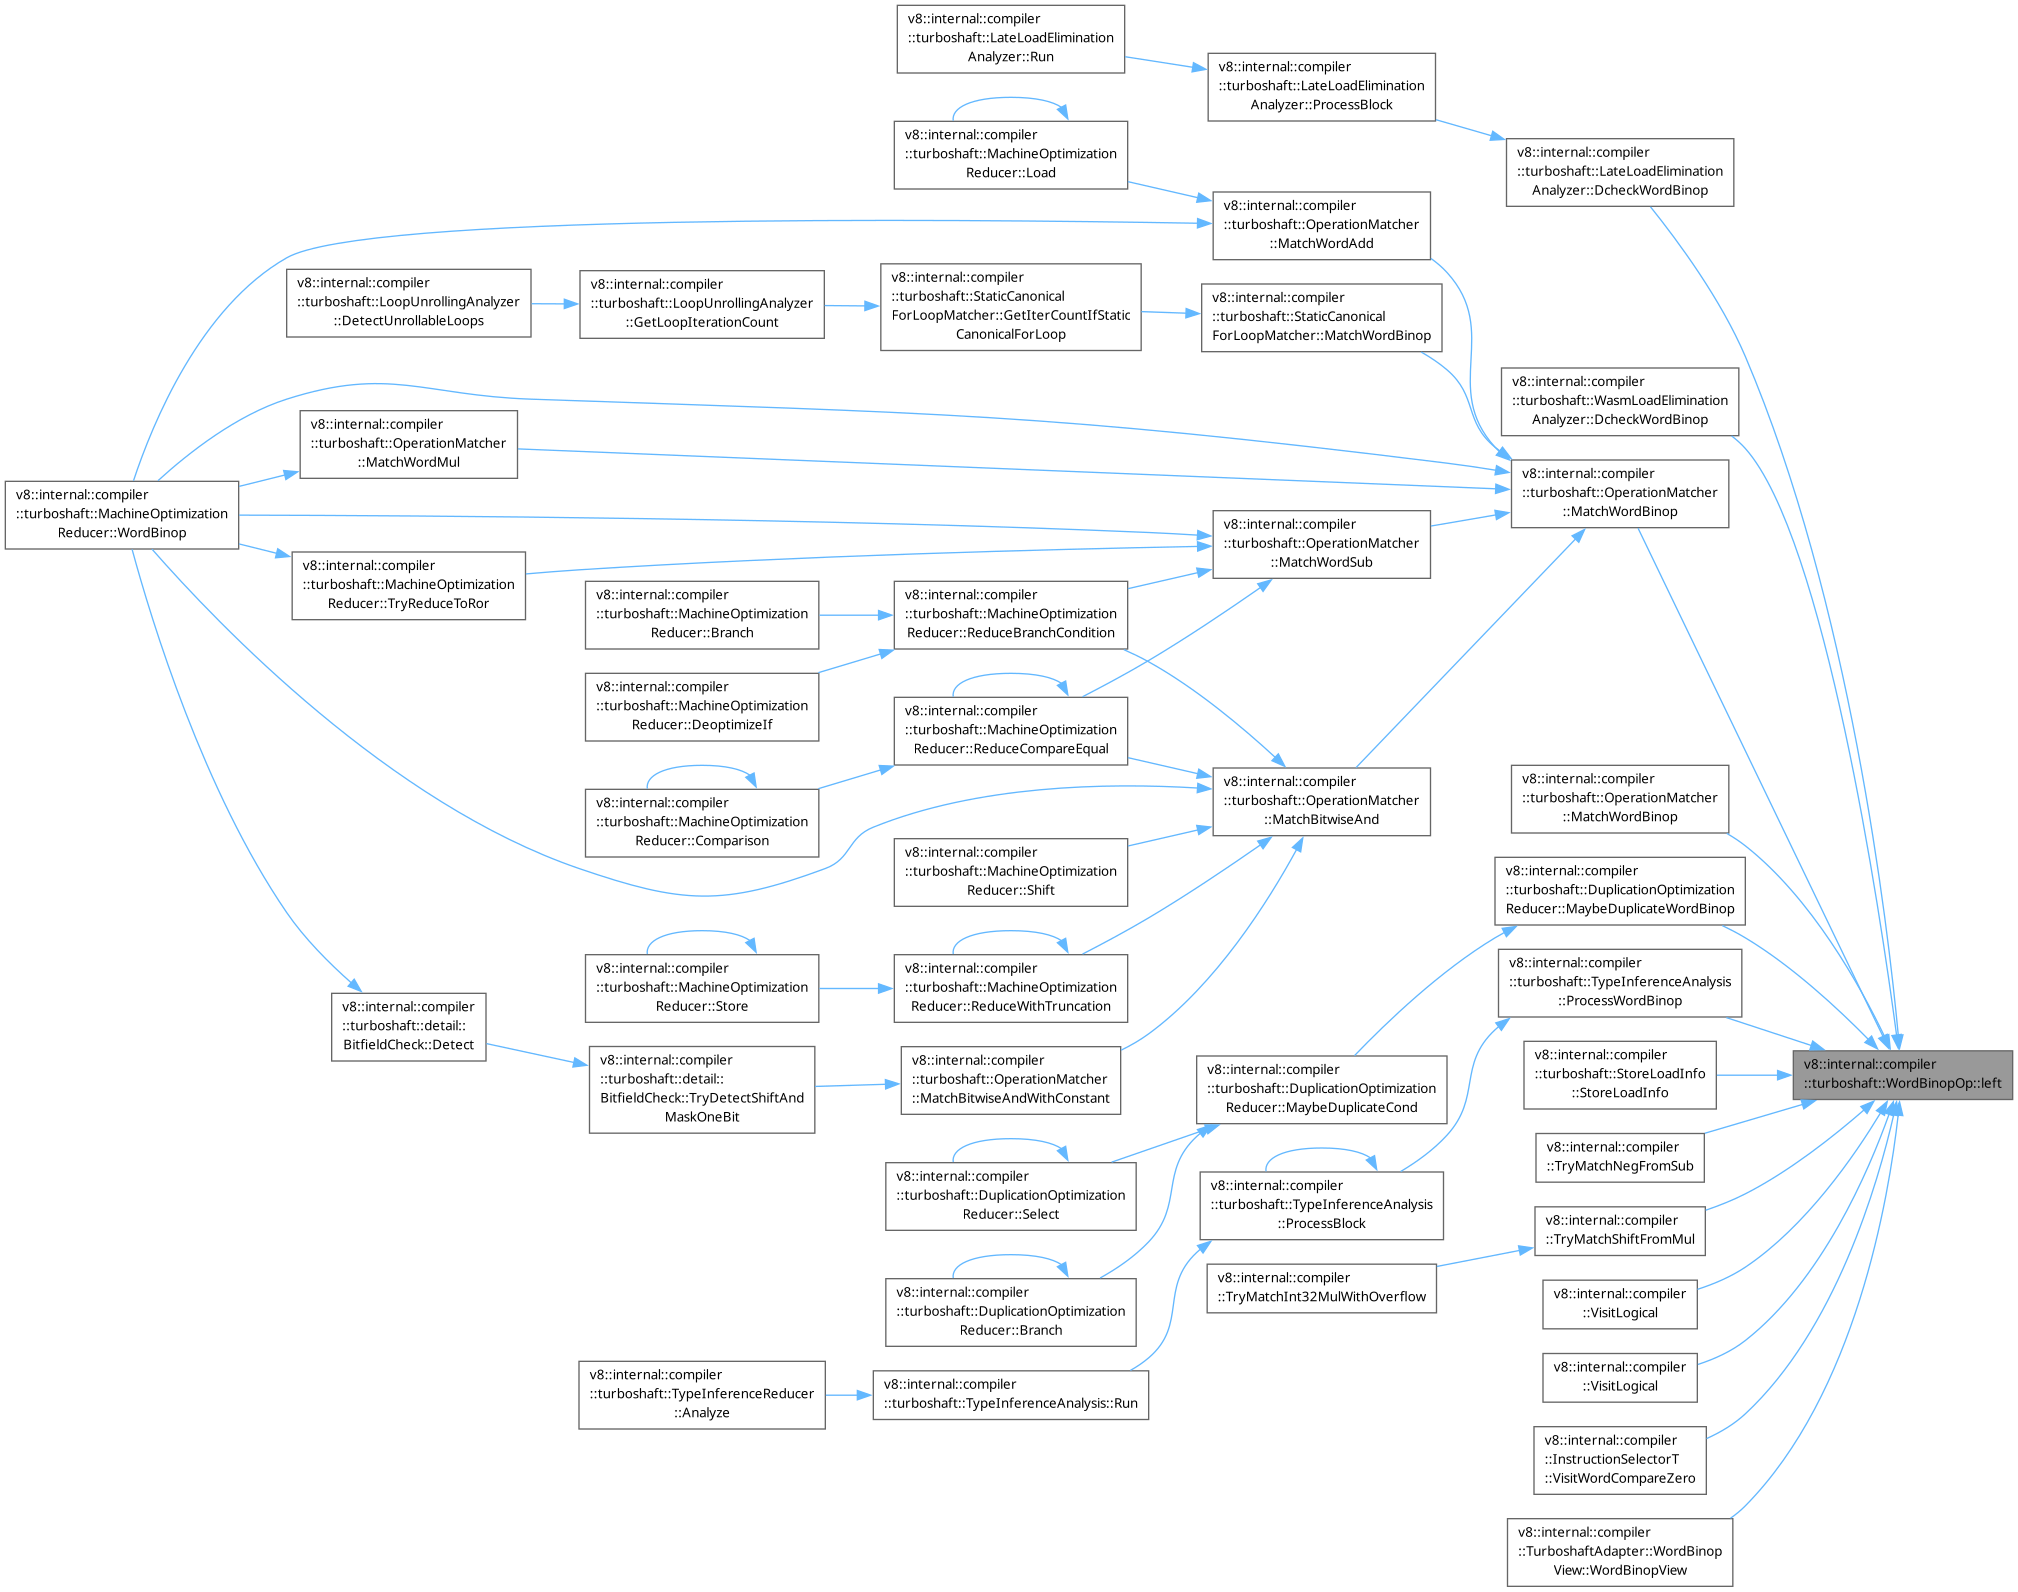 v8::internal::compiler
::turboshaft::LateLoadElimination
Analyzer::Run
v8::internal::compiler
::turboshaft::LateLoadElimination
Analyzer::ProcessBlock
v8::internal::compiler
::turboshaft::MachineOptimization
Reducer::Load
v8::internal::compiler
::turboshaft::LateLoadElimination
Analyzer::DcheckWordBinop
v8::internal::compiler
::turboshaft::OperationMatcher
::MatchWordAdd
v8::internal::compiler
::turboshaft::LoopUnrollingAnalyzer
::DetectUnrollableLoops
v8::internal::compiler
::turboshaft::LoopUnrollingAnalyzer
::GetLoopIterationCount
v8::internal::compiler
::turboshaft::StaticCanonical
ForLoopMatcher::GetIterCountIfStatic
CanonicalForLoop
v8::internal::compiler
::turboshaft::StaticCanonical
ForLoopMatcher::MatchWordBinop
v8::internal::compiler
::turboshaft::WasmLoadElimination
Analyzer::DcheckWordBinop
v8::internal::compiler
::turboshaft::OperationMatcher
::MatchWordMul
v8::internal::compiler
::turboshaft::OperationMatcher
::MatchWordBinop
v8::internal::compiler
::turboshaft::MachineOptimization
Reducer::WordBinop
v8::internal::compiler
::turboshaft::OperationMatcher
::MatchWordSub
v8::internal::compiler
::turboshaft::MachineOptimization
Reducer::TryReduceToRor
v8::internal::compiler
::turboshaft::MachineOptimization
Reducer::Branch
v8::internal::compiler
::turboshaft::MachineOptimization
Reducer::ReduceBranchCondition
v8::internal::compiler
::turboshaft::MachineOptimization
Reducer::DeoptimizeIf
v8::internal::compiler
::turboshaft::MachineOptimization
Reducer::ReduceCompareEqual
v8::internal::compiler
::turboshaft::OperationMatcher
::MatchBitwiseAnd
v8::internal::compiler
::turboshaft::OperationMatcher
::MatchWordBinop
v8::internal::compiler
::turboshaft::MachineOptimization
Reducer::Comparison
v8::internal::compiler
::turboshaft::MachineOptimization
Reducer::Shift
v8::internal::compiler
::turboshaft::DuplicationOptimization
Reducer::MaybeDuplicateWordBinop
v8::internal::compiler
::turboshaft::MachineOptimization
Reducer::Store
v8::internal::compiler
::turboshaft::MachineOptimization
Reducer::ReduceWithTruncation
v8::internal::compiler
::turboshaft::TypeInferenceAnalysis
::ProcessWordBinop
v8::internal::compiler
::turboshaft::detail::
BitfieldCheck::Detect
v8::internal::compiler
::turboshaft::detail::
BitfieldCheck::TryDetectShiftAnd
MaskOneBit
v8::internal::compiler
::turboshaft::OperationMatcher
::MatchBitwiseAndWithConstant
v8::internal::compiler
::turboshaft::DuplicationOptimization
Reducer::MaybeDuplicateCond
v8::internal::compiler
::turboshaft::StoreLoadInfo
::StoreLoadInfo
v8::internal::compiler
::turboshaft::WordBinopOp::left
v8::internal::compiler
::TryMatchNegFromSub
v8::internal::compiler
::turboshaft::DuplicationOptimization
Reducer::Select
v8::internal::compiler
::turboshaft::TypeInferenceAnalysis
::ProcessBlock
v8::internal::compiler
::TryMatchShiftFromMul
v8::internal::compiler
::turboshaft::DuplicationOptimization
Reducer::Branch
v8::internal::compiler
::TryMatchInt32MulWithOverflow
v8::internal::compiler
::VisitLogical
v8::internal::compiler
::VisitLogical
v8::internal::compiler
::turboshaft::TypeInferenceReducer
::Analyze
v8::internal::compiler
::turboshaft::TypeInferenceAnalysis::Run
v8::internal::compiler
::InstructionSelectorT
::VisitWordCompareZero
v8::internal::compiler
::TurboshaftAdapter::WordBinop
View::WordBinopView